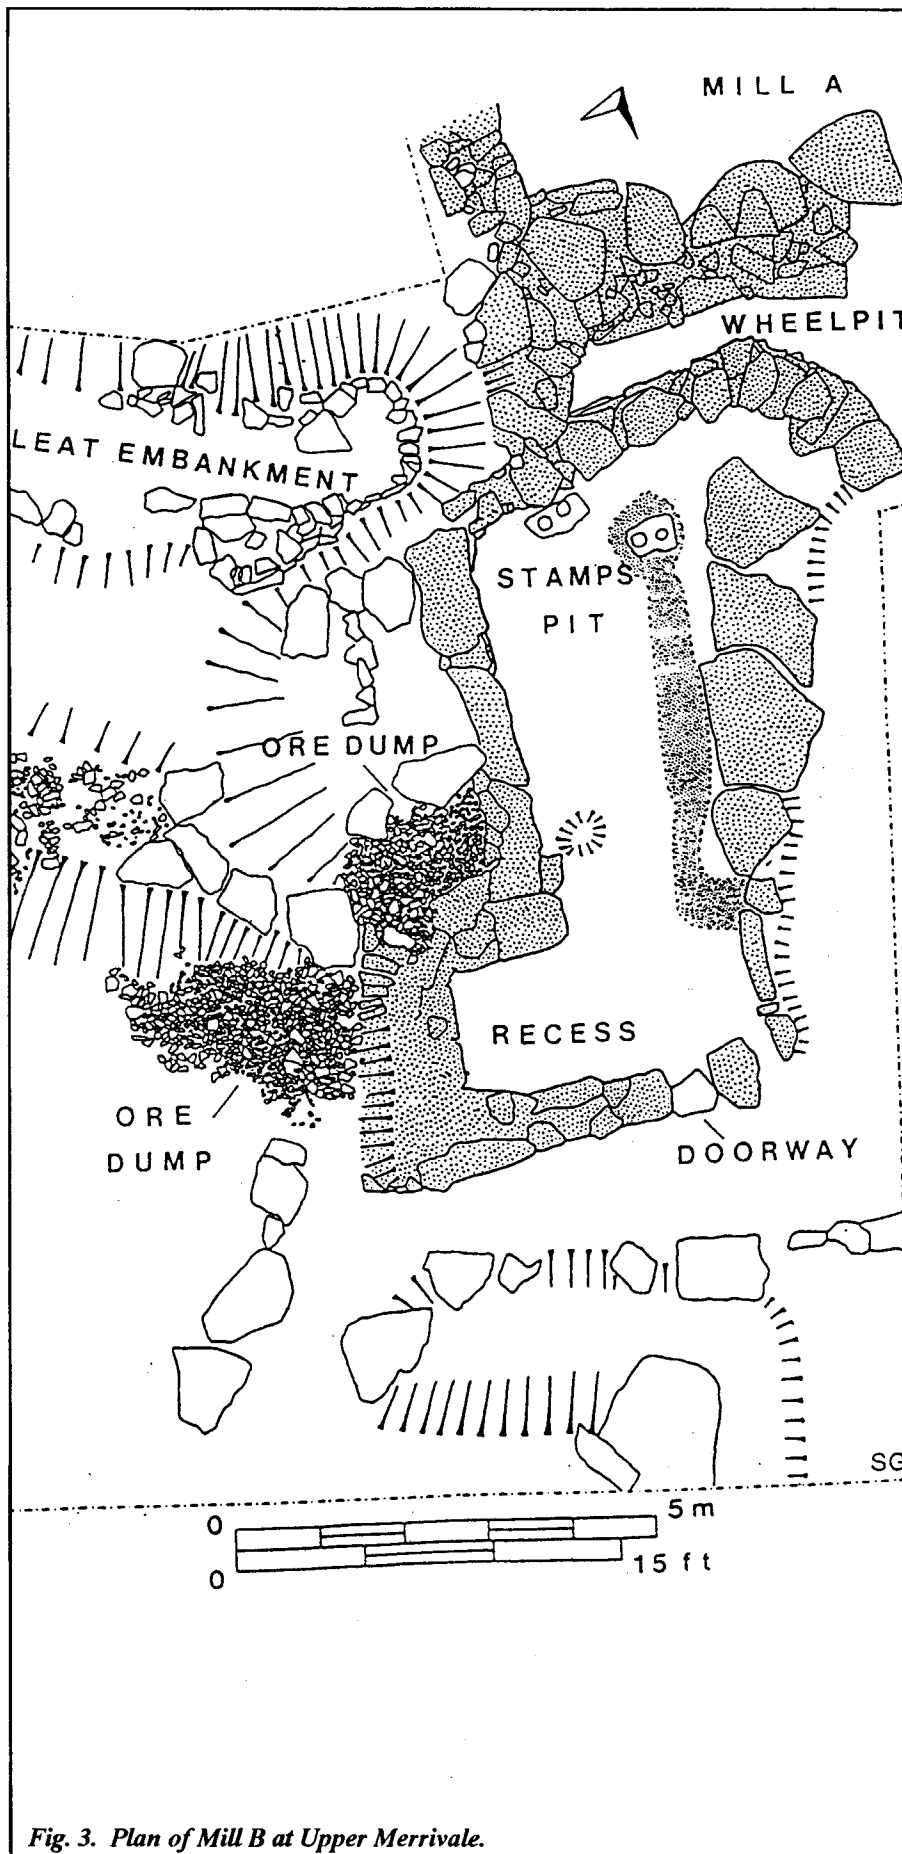 MILL A
WHEELPIT
LEAT EMBANKMENT
STAMPS
PIT
ORE DUMP
RECESS
ORE
DUMP
DOORWAY
SG
0 5 m
0 15 ft
Fig. 3. Plan of Mill B at Upper Merrivale.